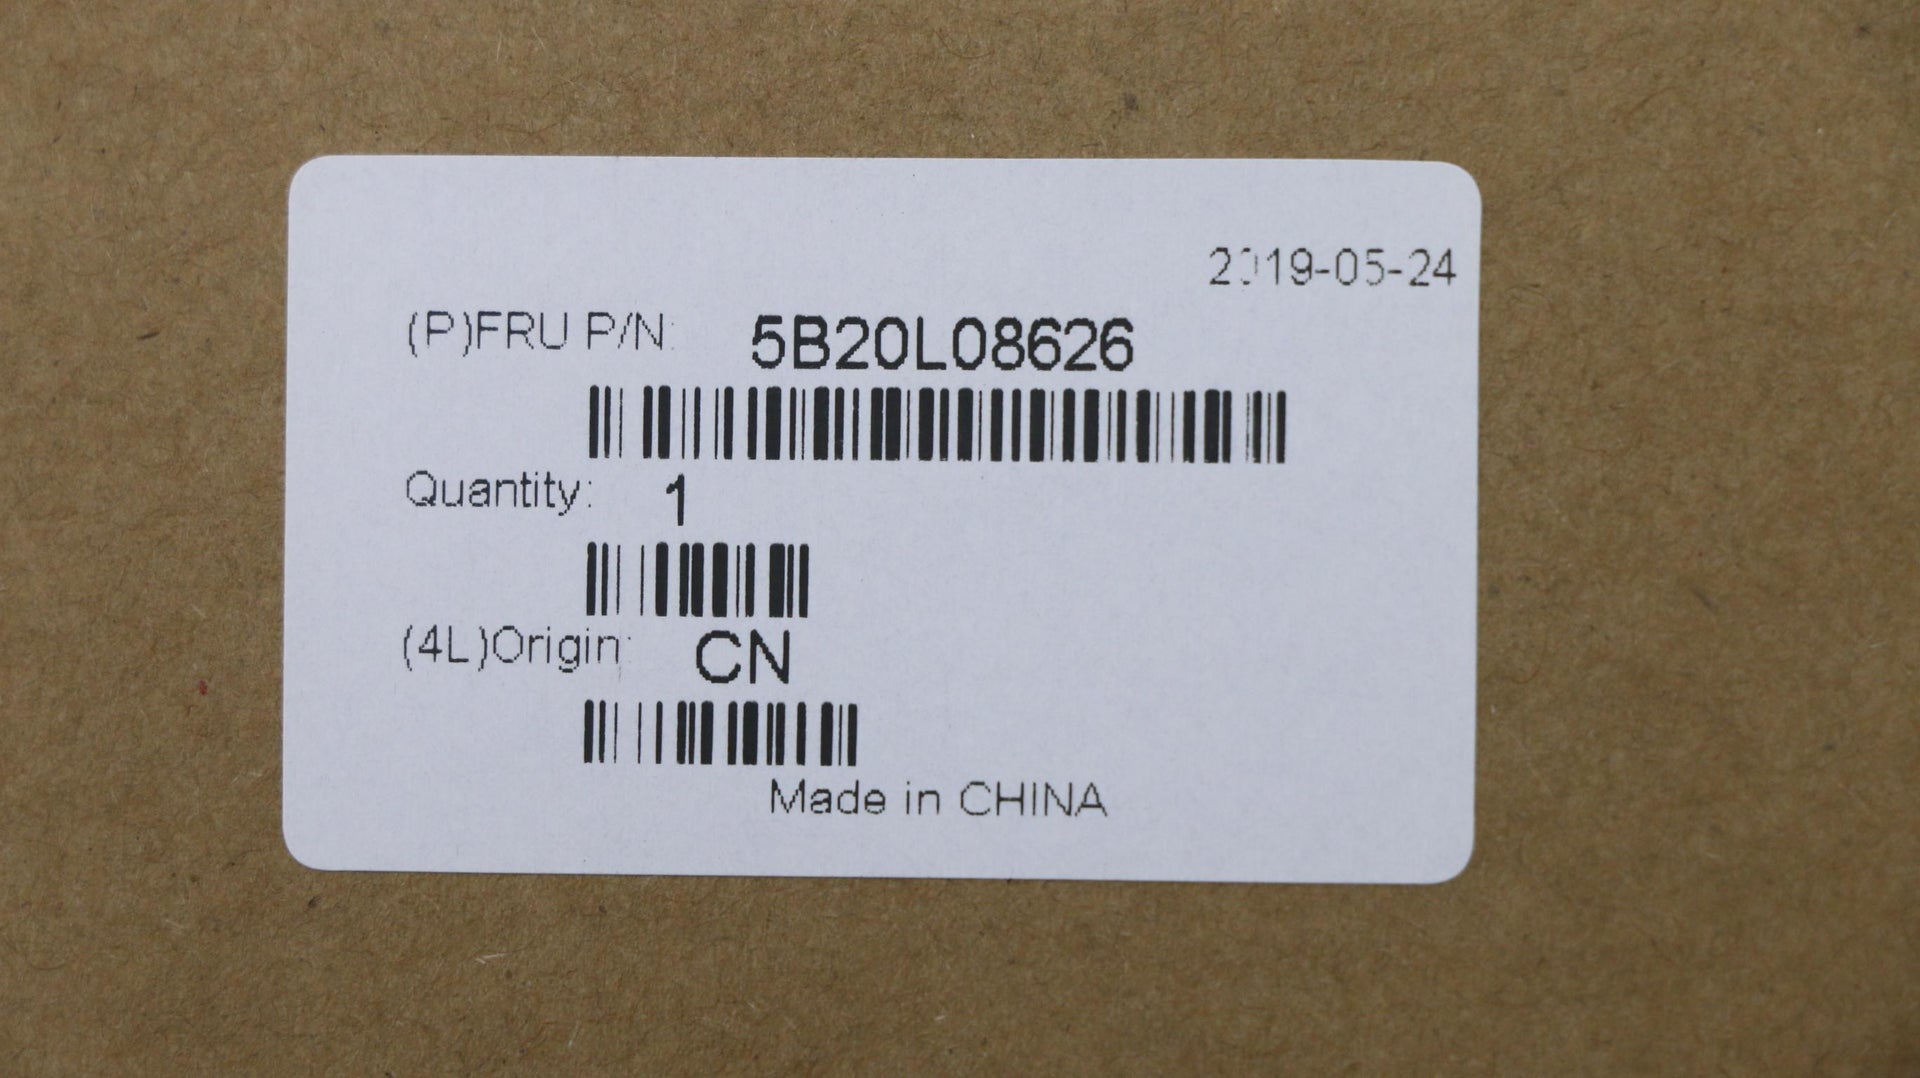 2019-05-24
(P)FRU P/N: 5B20L08626
Quantity: 1
(4L)Origin: CN
Made in CHINA